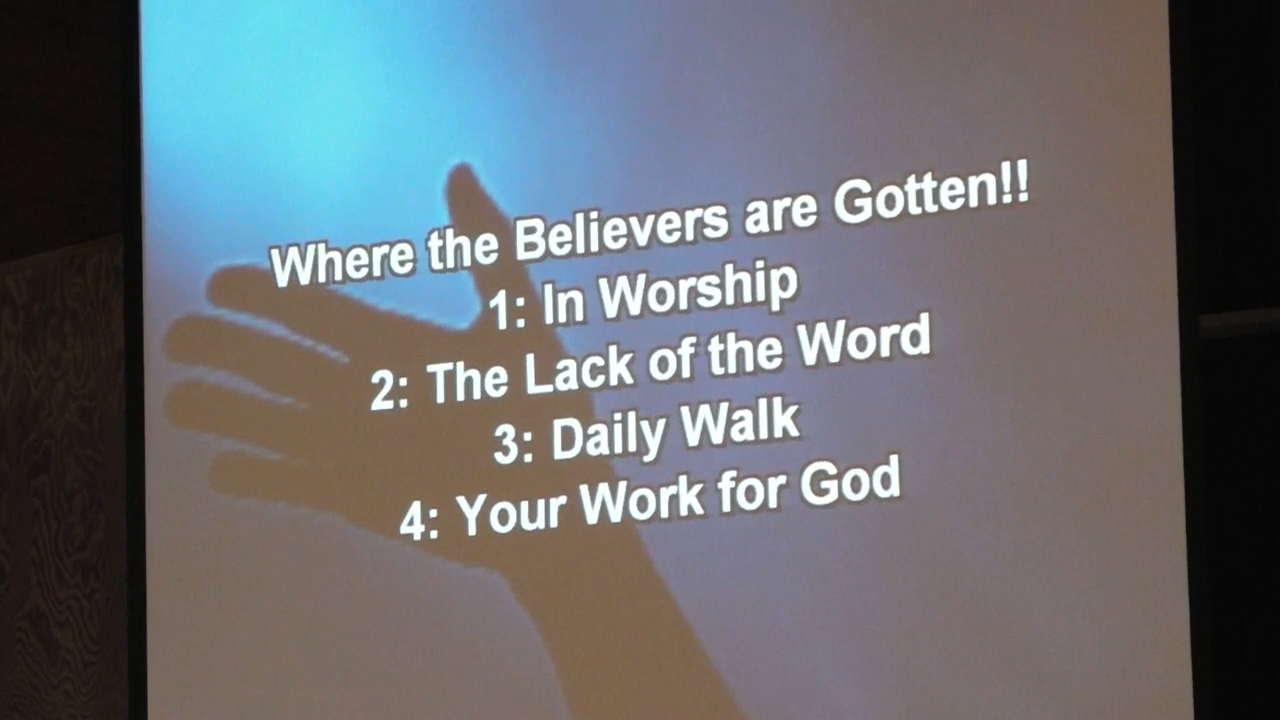 Where the Believers are Gotten!!
1: In Worship
2: The Lack of the Word
3: Daily Walk
4: Your Work for God